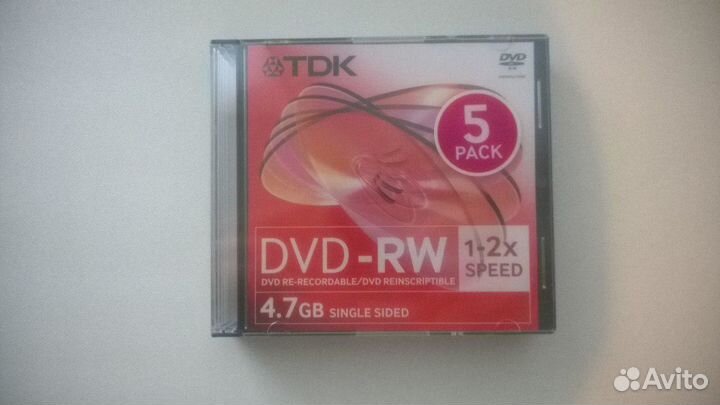 TDK
DVD
5
PACK
DVD -RW
1-2x
SPEED
DVD RE-RECORDABLE/DVD REINSCRIPTIBLE
4.7GB SINGLE SIDED
Avito